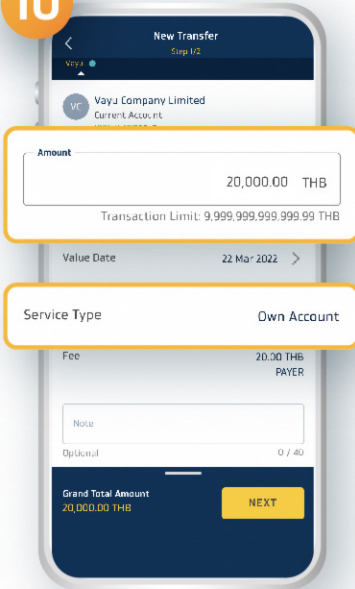 10
New Transfer
Step 1/2
Vayu
VC
Vayu Company Limited
Current Account
Amount
20,000.00 THB
Transaction Limit: 9,999,999,999,999.99 THB
Value Date 22 Mar 2022 >
Service Type Own Account
Fee 20.00 THB
PAYER
Note
Optional 0 / 40
Grand Total Amount
20,000.00 THB
NEXT